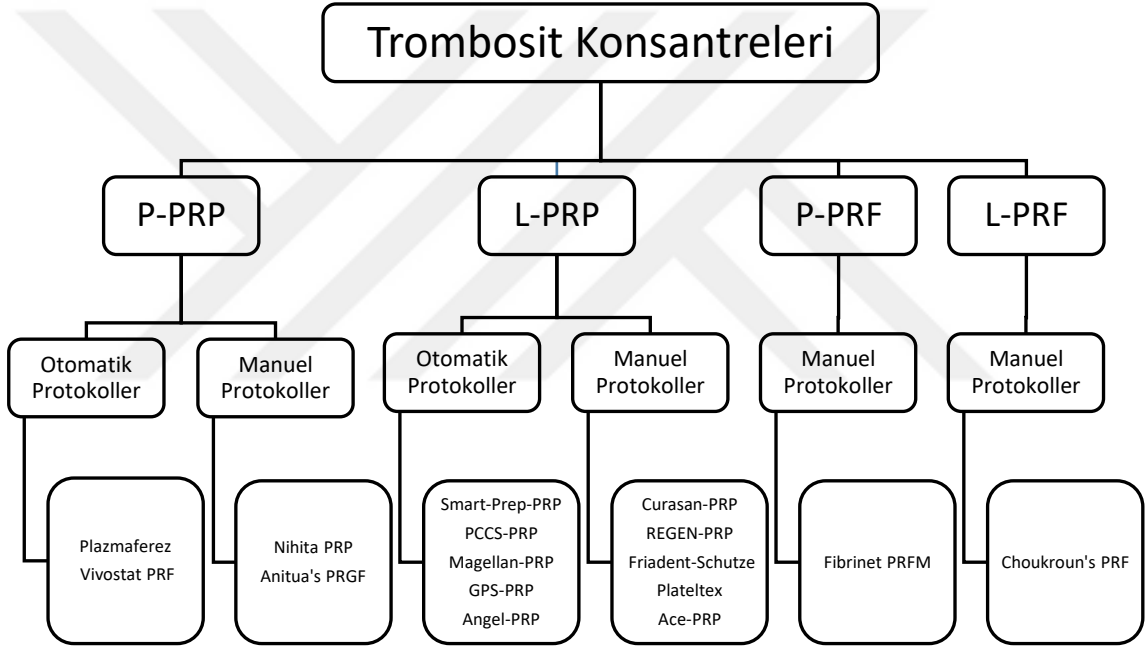 Trombosit Konsantreleri
P-PRP
L-PRP
P-PRF
L-PRF
Otomatik
Protokoller
Manuel
Protokoller
Otomatik
Protokoller
Manuel
Protokoller
Manuel
Protokoller
Manuel
Protokoller
Plazmaferez
Vivostat PRF
Nihita PRP
Anitua's PRGF
Smart-Prep-PRP
PCCS-PRP
Magellan-PRP
GPS-PRP
Angel-PRP
Curasan-PRP
REGEN-PRP
Friadent-Schutze
Plateltex
Ace-PRP
Fibrinet PRFM
Choukroun's PRF